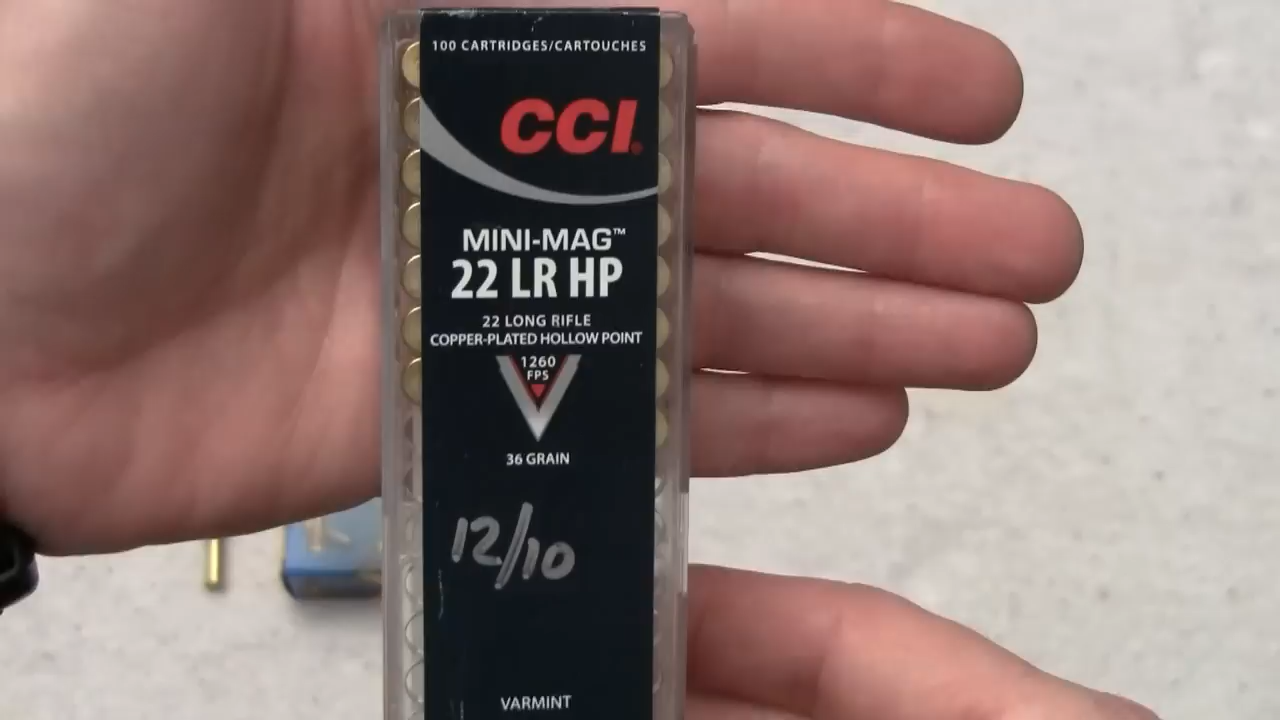 100 CARTRIDGES/CARTOUCHES
CCI®
MINI-MAG™
22 LR HP
22 LONG RIFLE
COPPER-PLATED HOLLOW POINT
1260
FPS
36 GRAIN
12/10
VARMINT